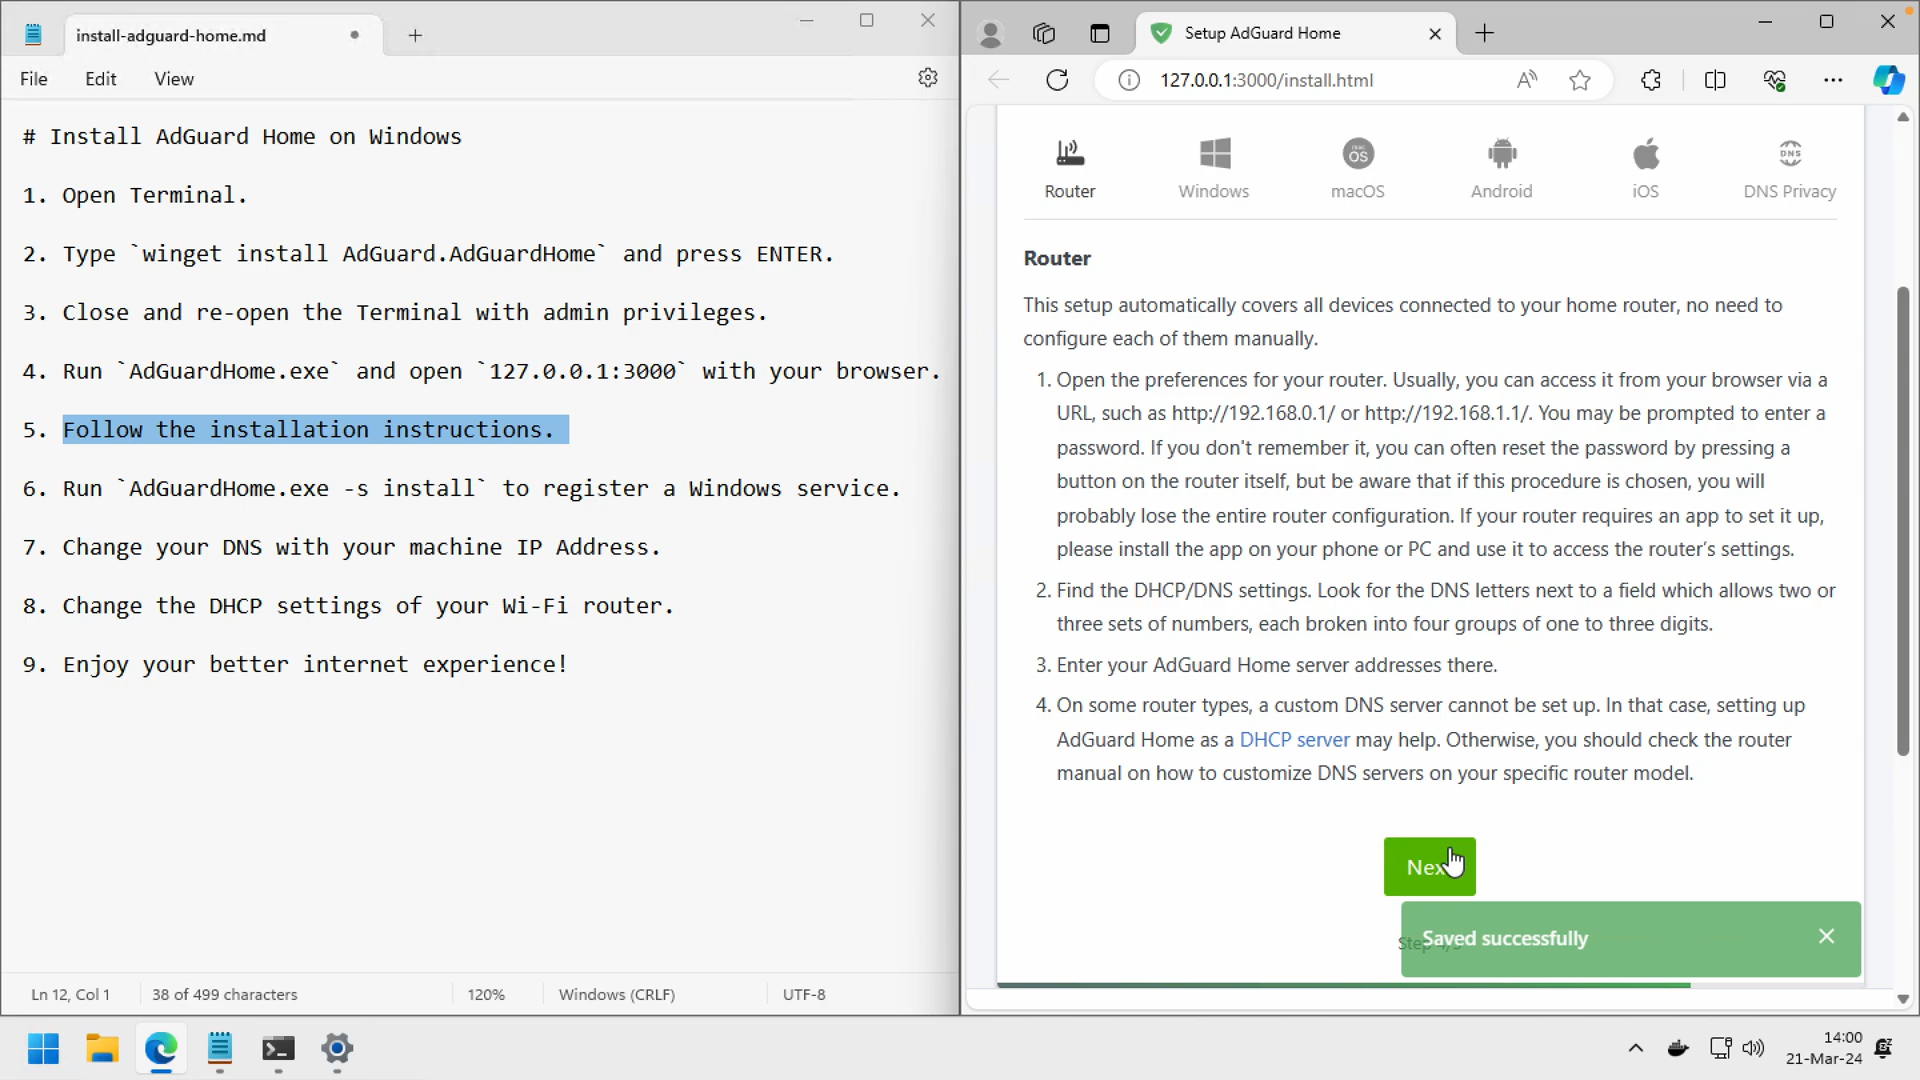 install-adguard-home.md
File Edit View
# Install AdGuard Home on Windows
1. Open Terminal.
2. Type `winget install AdGuard.AdGuardHome` and press ENTER.
3. Close and re-open the Terminal with admin privileges.
4. Run `AdGuardHome.exe` and open `127.0.0.1:3000` with your browser.
5. Follow the installation instructions.
6. Run `AdGuardHome.exe -s install` to register a Windows service.
7. Change your DNS with your machine IP Address.
8. Change the DHCP settings of your Wi-Fi router.
9. Enjoy your better internet experience!
Ln 12, Col 1 38 of 499 characters 120% Windows (CRLF) UTF-8
Setup AdGuard Home
127.0.0.1:3000/install.html
mac OS DNS
Router Windows macOS Android iOS DNS Privacy
Router
This setup automatically covers all devices connected to your home router, no need to
configure each of them manually.
1. Open the preferences for your router. Usually, you can access it from your browser via a
URL, such as http://192.168.0.1/ or http://192.168.1.1/. You may be prompted to enter a
password. If you don't remember it, you can often reset the password by pressing a
button on the router itself, but be aware that if this procedure is chosen, you will
probably lose the entire router configuration. If your router requires an app to set it up,
please install the app on your phone or PC and use it to access the router's settings.
2. Find the DHCP/DNS settings. Look for the DNS letters next to a field which allows two or
three sets of numbers, each broken into four groups of one to three digits.
3. Enter your AdGuard Home server addresses there.
4. On some router types, a custom DNS server cannot be set up. In that case, setting up
AdGuard Home as a DHCP server may help. Otherwise, you should check the router
manual on how to customize DNS servers on your specific router model.
Next
Saved successfully
14:00
21-Mar-24